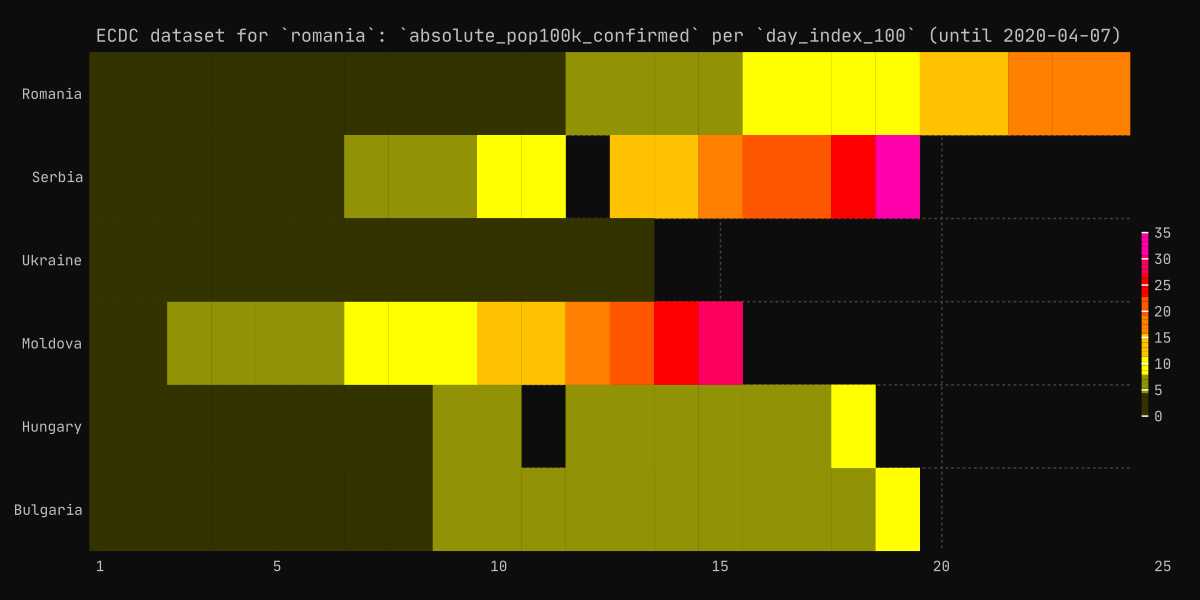 ECDC dataset for `romania`: `absolute_pop100k_confirmed` per `day_index_100` (until 2020-04-07)
Romania
Serbia
Ukraine
Moldova
Hungary
Bulgaria
35
30
25
20
15
10
5
0
1 5 10 15 20 25